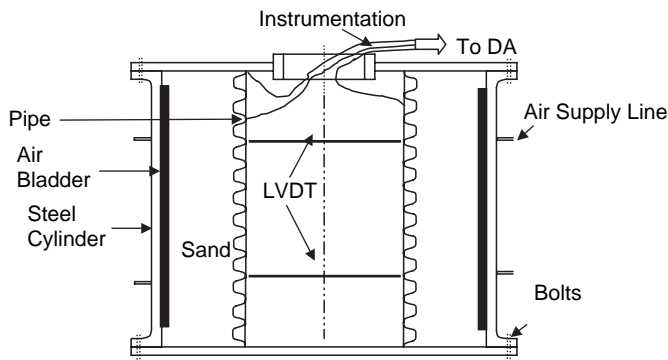 Instrumentation
To DA
Pipe
Air Supply Line
Air
Bladder
LVDT
Steel
Cylinder
Sand
Bolts